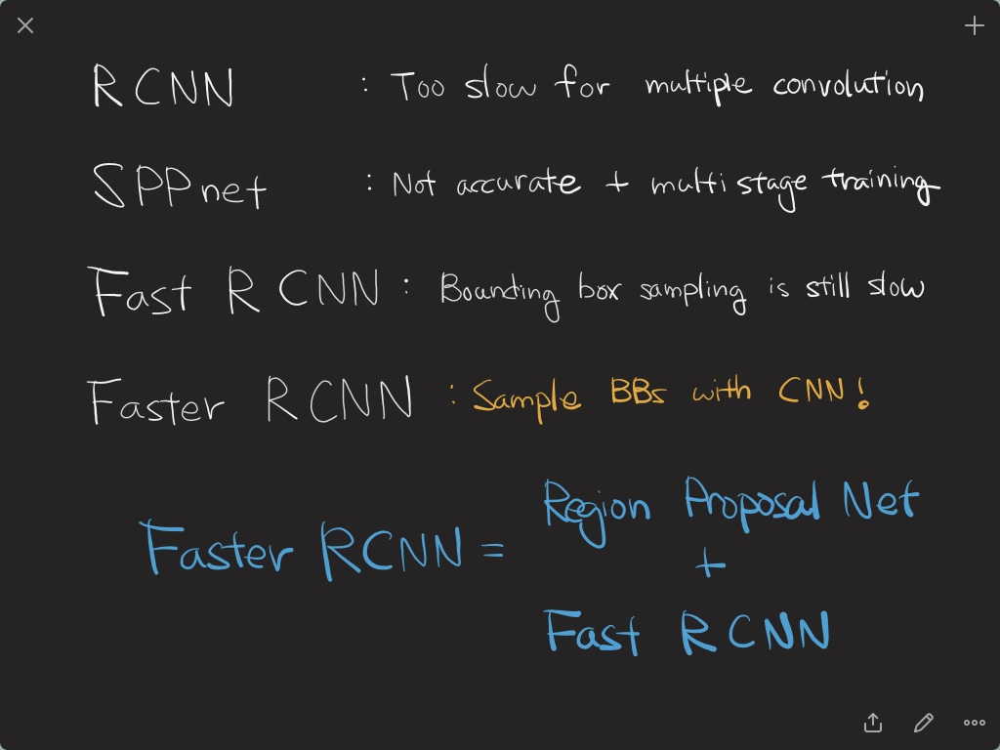 RCNN : Too slow for multiple convolution
SPPnet : Not accurate + multi stage training
Fast RCNN : Bounding box sampling is still slow
Faster RCNN : Sample BBs with CNN!
Region Proposal Net
Faster RCNN = +
Fast RCNN